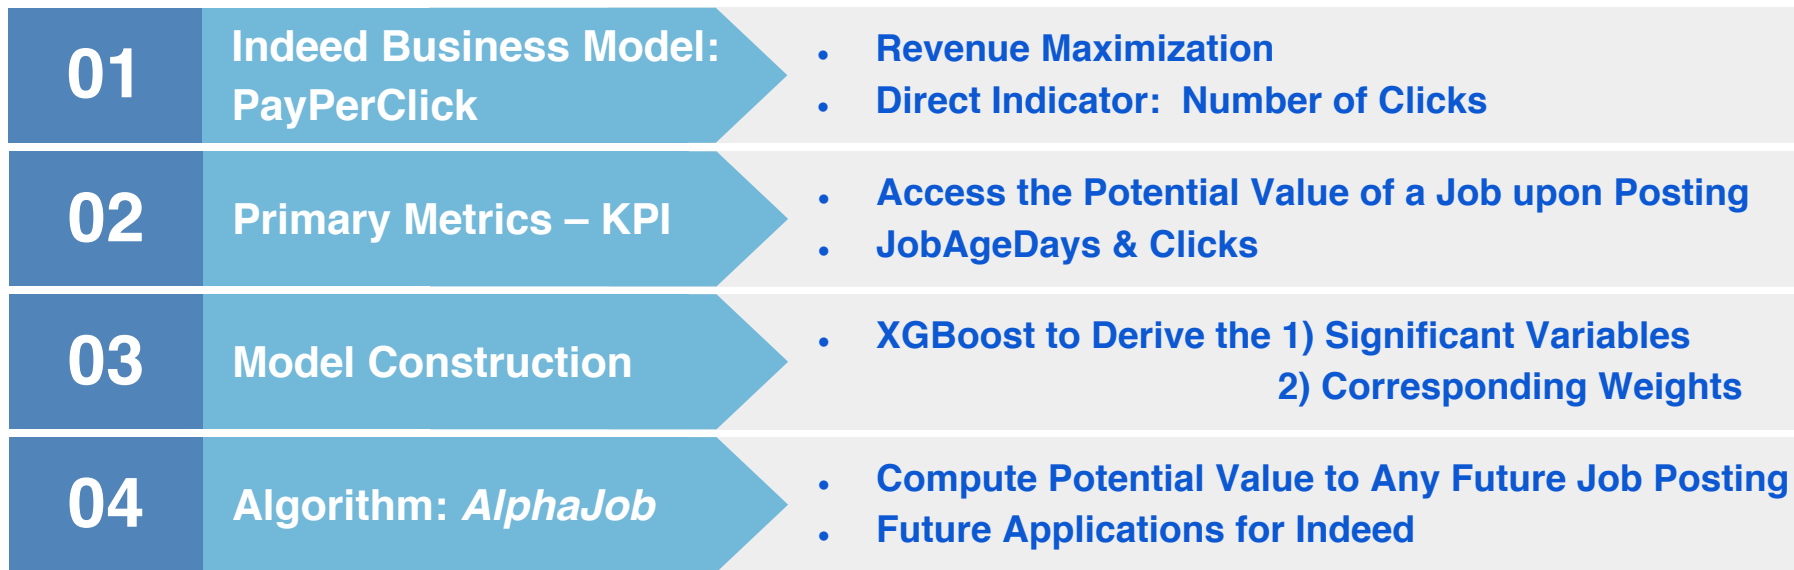 01
Indeed Business Model:
PayPerClick
• Revenue Maximization
• Direct Indicator:  Number of Clicks
02
Primary Metrics – KPI
• Access the Potential Value of a Job upon Posting
• JobAgeDays & Clicks
03
Model Construction
• XGBoost to Derive the 1) Significant Variables
2) Corresponding Weights
04
Algorithm: AlphaJob
• Compute Potential Value to Any Future Job Posting
• Future Applications for Indeed